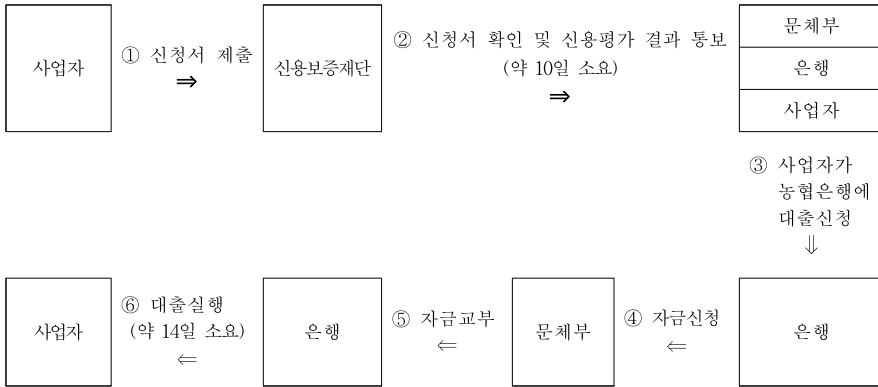 사업자
① 신청서 제출
⇒
신용보증재단
② 신청서 확인 및 신용평가 결과 통보
(약 10일 소요)
⇒
문체부
은행
사업자
③ 사업자가
농협은행에
대출신청
⇓
은행
④ 자금신청
⇐
문체부
⑤ 자금교부
⇐
은행
⑥ 대출실행
(약 14일 소요)
⇐
사업자